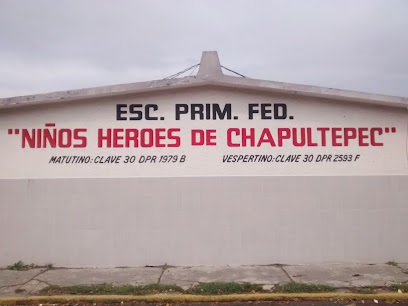 ESC. PRIM. FED.
"NIÑOS HEROES DE CHAPULTEPEC"
MATUTINO: CLAVE 30 DPR 1979 B VESPERTINO: CLAVE 30 DPR 2593 F